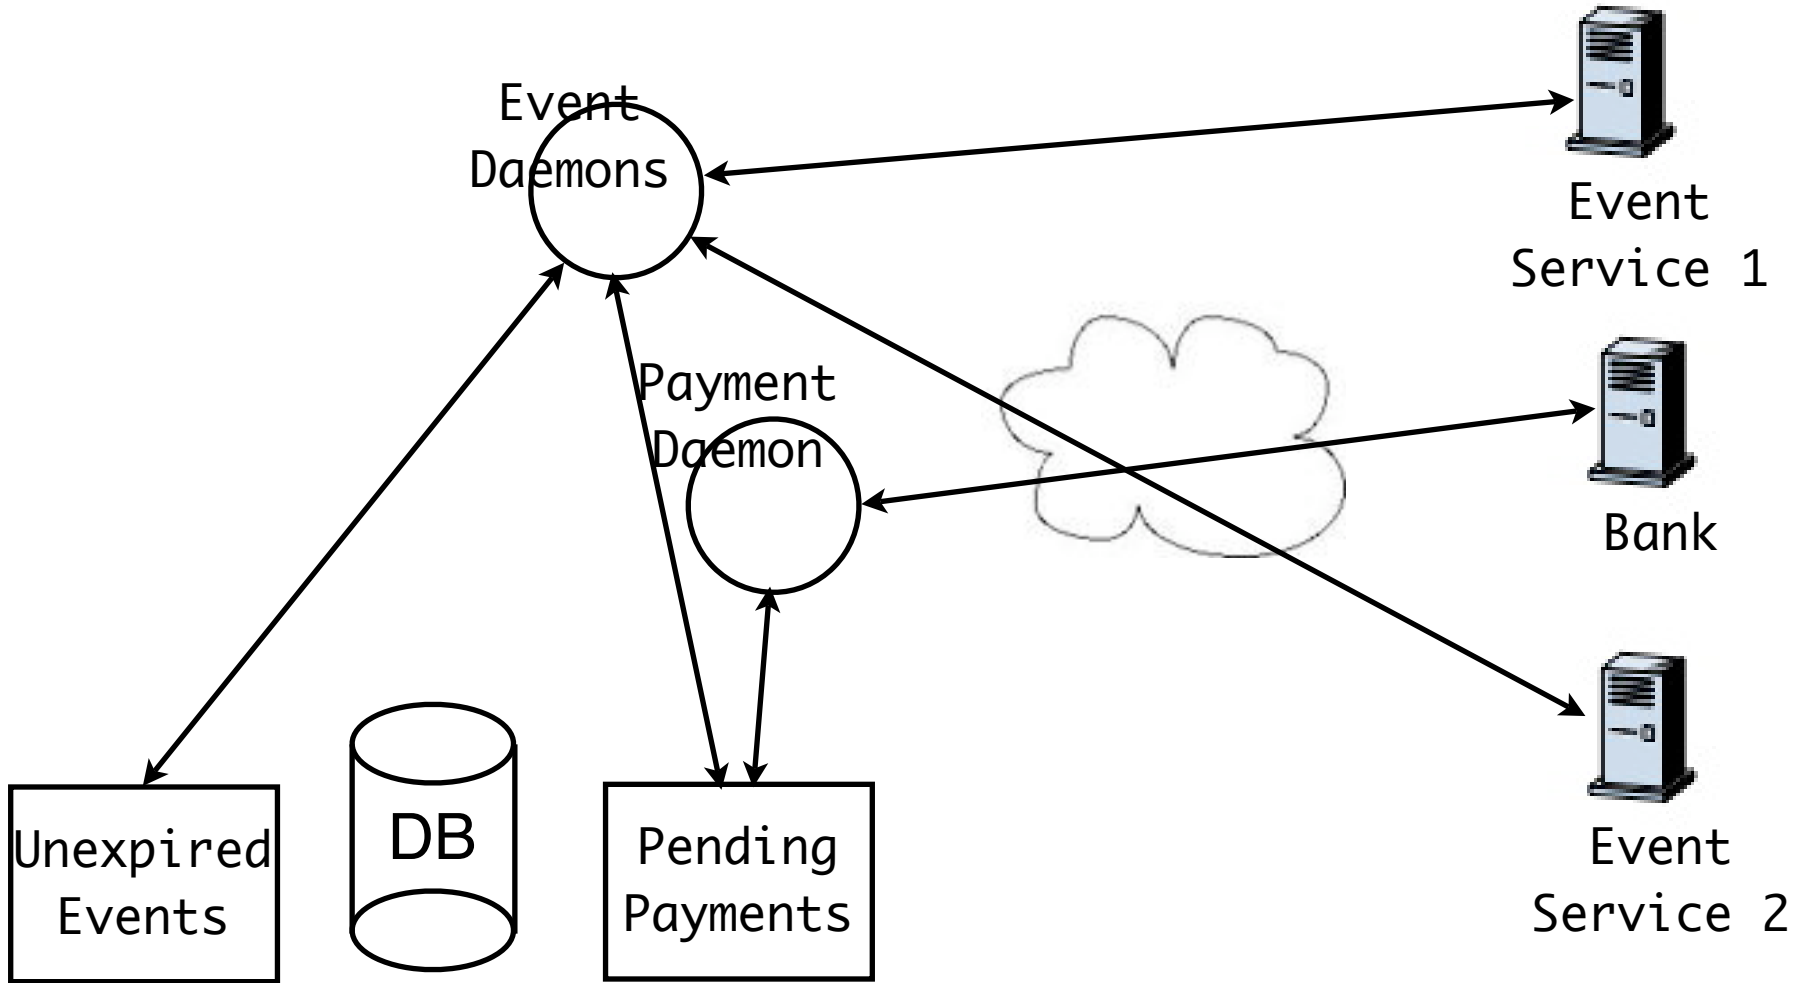 Event
Daemons
Event
Service 1
Payment
Daemon
Bank
Unexpired
Events
DB
Pending
Payments
Event
Service 2